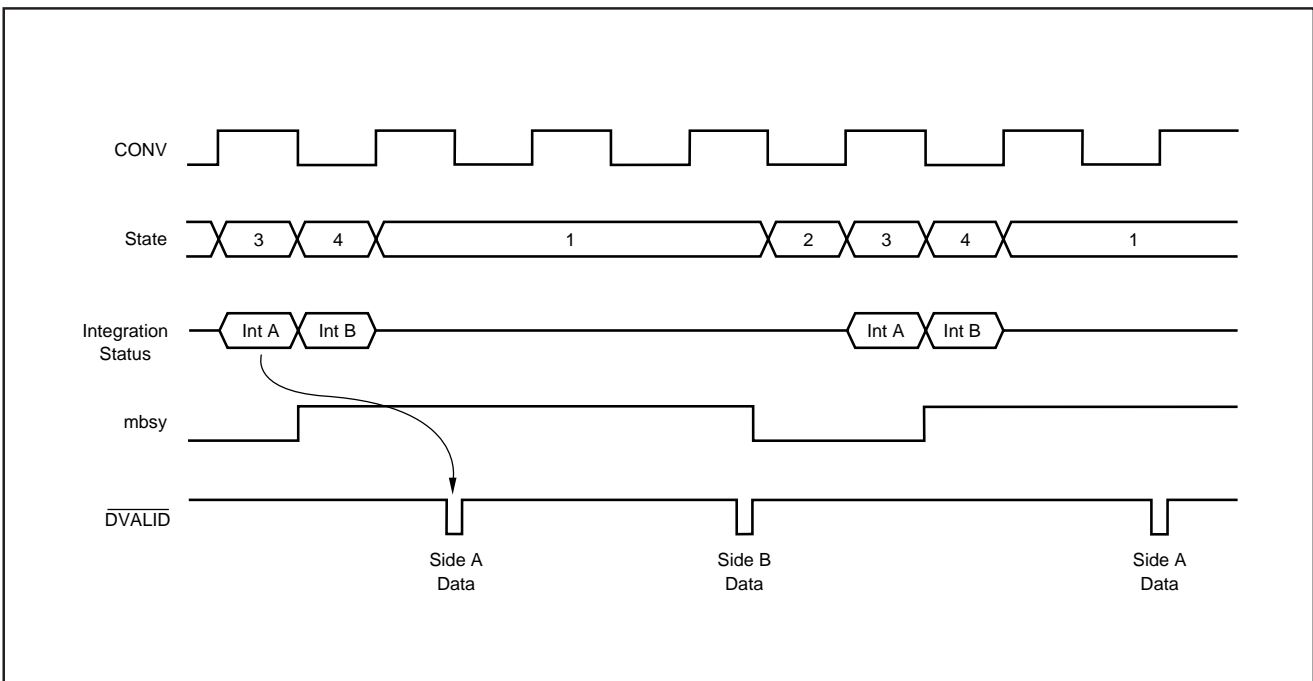 CONV
State
3 4 1 2 3 4 1
Integration
Status
Int A Int B Int A Int B
mbsy
DVALID
Side A
Data
Side B
Data
Side A
Data